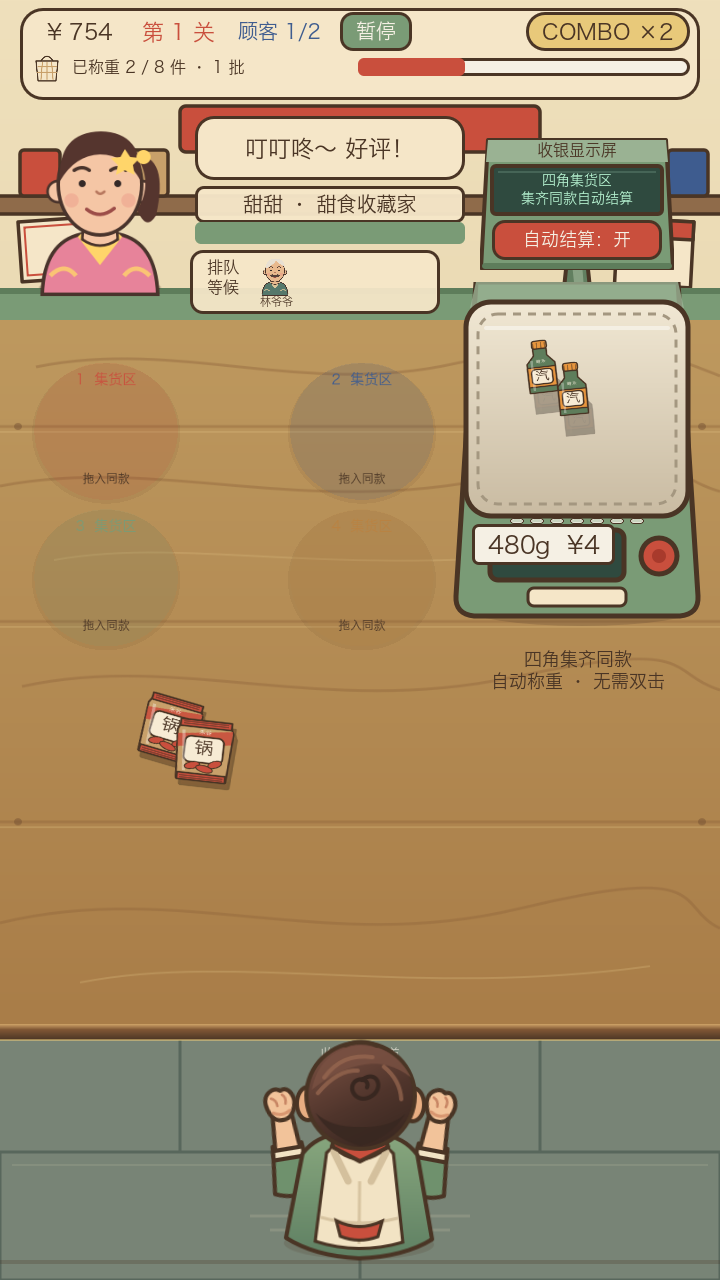 ¥ 754 第 1 关 顾客 1/2 暂停 COMBO ×2
已称重 2 / 8 件 · 1 批
叮叮咚～ 好评！
甜甜 · 甜食收藏家
排队
等候
林爷爷
收银显示屏
四角集货区
集齐同款自动结算
自动结算：开
1 集货区
拖入同款
2 集货区
拖入同款
拖入同款
拖入同款
汽
汽
480g ¥4
四角集齐同款
自动称重 · 无需双击
锅
锅